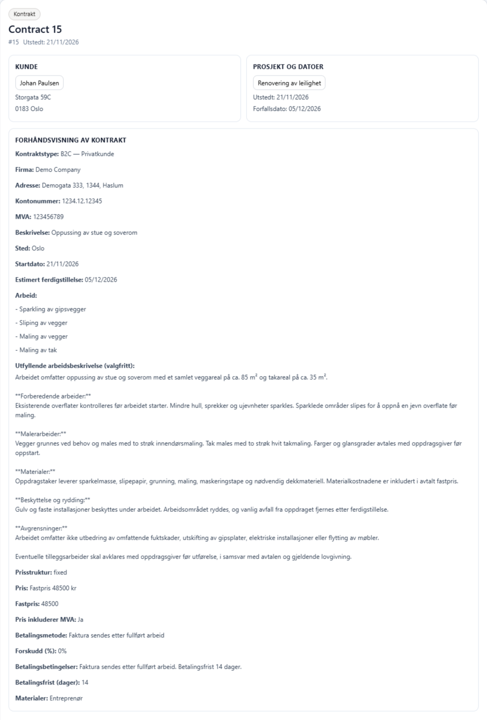 Kontrakt
Contract 15
#15 Utstedt: 21/11/2026
KUNDE
Johan Paulsen
Storgata 59C
0183 Oslo
PROSJEKT OG DATOER
Renovering av leilighet
Utstedt: 21/11/2026
Forfallsdato: 05/12/2026
FORHÅNDSVISNING AV KONTRAKT
Kontraktstype: B2C — Privatkunde
Firma: Demo Company
Adresse: Demogata 333, 1344, Haslum
Kontonummer: 1234.12.12345
MVA: 123456789
Beskrivelse: Oppussing av stue og soverom
Sted: Oslo
Startdato: 21/11/2026
Estimert ferdigstillelse: 05/12/2026
Arbeid:
- Sparkling av gipsvegger
- Sliping av vegger
- Maling av vegger
- Maling av tak
Utfyllende arbeidsbeskrivelse (valgfritt):
Arbeidet omfatter oppussing av stue og soverom med et samlet veggareal på ca. 85 m² og takareal på ca. 35 m².
**Forberedende arbeider:**
Eksisterende overflater kontrolleres før arbeidet starter. Mindre hull, sprekker og ujevnheter sparkles. Sparklede områder slipes for å oppnå en jevn overflate før
maling.
**Malerarbeider:**
Vegger grunnes ved behov og males med to strøk innendørsmaling. Tak males med to strøk hvit takmaling. Farger og glansgrader avtales med oppdragsgiver før
oppstart.
**Materialer:**
Oppdragstaker leverer sparkelmasse, slipepapir, grunning, maling, maskeringstape og nødvendig dekkmateriell. Materialkostnadene er inkludert i avtalt fastpris.
**Beskyttelse og rydding:**
Gulv og faste installasjoner beskyttes under arbeidet. Arbeidsområdet ryddes, og vanlig avfall fra oppdraget fjernes etter ferdigstillelse.
**Avgrensninger:**
Arbeidet omfatter ikke utbedring av omfattende fuktskader, utskifting av gipsplater, elektriske installasjoner eller flytting av møbler.
Eventuelle tilleggsarbeider skal avklares med oppdragsgiver før utførelse, i samsvar med avtalen og gjeldende lovgivning.
Prisstruktur: fixed
Pris: Fastpris 48500 kr
Fastpris: 48500
Pris inkluderer MVA: Ja
Betalingsmetode: Faktura sendes etter fullført arbeid
Forskudd (%): 0%
Betalingsbetingelser: Faktura sendes etter fullført arbeid. Betalingsfrist 14 dager.
Betalingsfrist (dager): 14
Materialer: Entreprenør